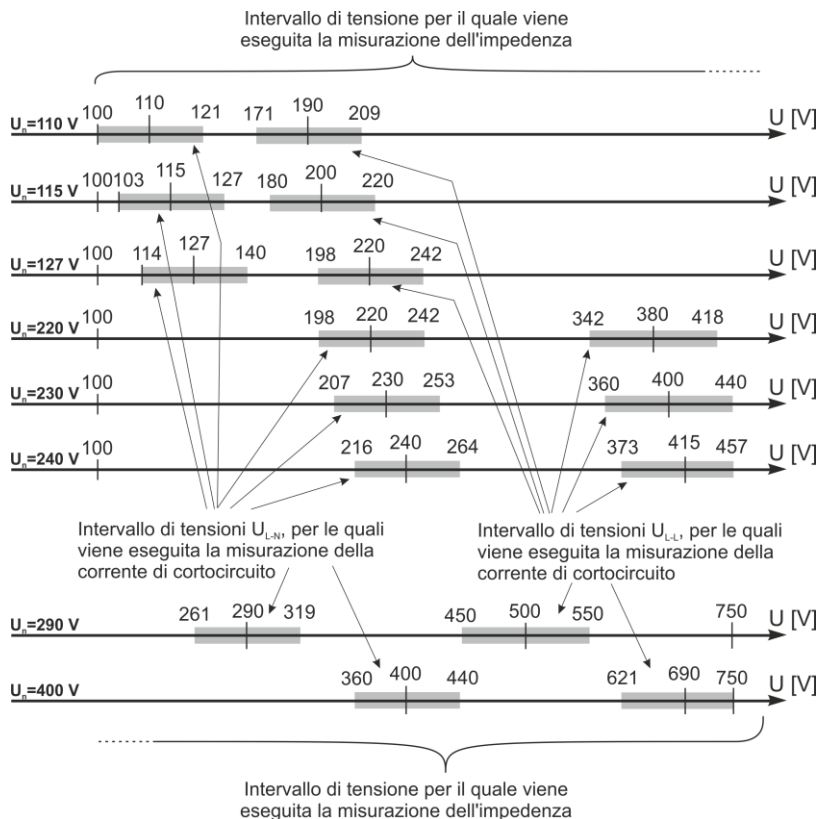 Intervallo di tensione per il quale viene
eseguita la misurazione dell'impedenza
Uₙ=110 V 100 110 121 171 190 209 U [V]
Uₙ=115 V 100 103 115 127 180 200 220 U [V]
Uₙ=127 V 100 114 127 140 198 220 242 U [V]
Uₙ=220 V 100 198 220 242 342 380 418 U [V]
Uₙ=230 V 100 207 230 253 360 400 440 U [V]
Uₙ=240 V 100 216 240 264 373 415 457 U [V]
Intervallo di tensioni U_L-N, per le quali
viene eseguita la misurazione della
corrente di cortocircuito
Intervallo di tensioni U_L-L, per le quali
viene eseguita la misurazione della
corrente di cortocircuito
Uₙ=290 V 261 290 319 450 500 550 750 U [V]
Uₙ=400 V 360 400 440 621 690 750 U [V]
Intervallo di tensione per il quale viene
eseguita la misurazione dell'impedenza